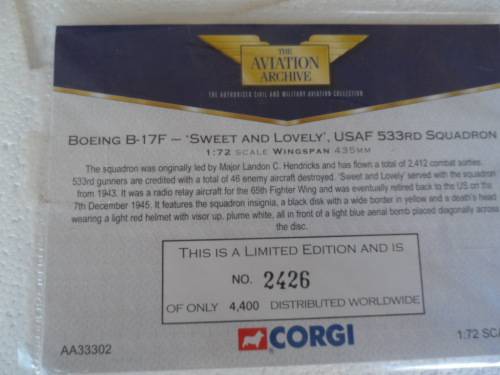 THE
AVIATION
ARCHIVE
THE AUTHORISED CIVIL AND MILITARY AVIATION COLLECTION
BOEING B-17F – 'SWEET AND LOVELY', USAF 533RD SQUADRON
1:72 SCALE WINGSPAN 435MM
The squadron was originally led by Major Landon C. Hendricks and has flown a total of 2,412 combat sorties.
533rd gunners are credited with a total of 46 enemy aircraft destroyed. 'Sweet and Lovely' served with the squadron
from 1943. It was a radio relay aircraft for the 65th Fighter Wing and was eventually retired back to the US on the
7th December 1945. It features the squadron insignia, a black disk with a wide border in yellow and a death's head
wearing a light red helmet with visor up, plume white, all in front of a light blue aerial bomb placed diagonally across
the disc.
THIS IS A LIMITED EDITION AND IS
NO. 2426
OF ONLY 4,400 DISTRIBUTED WORLDWIDE
CORGI
AA33302
1:72 SCA